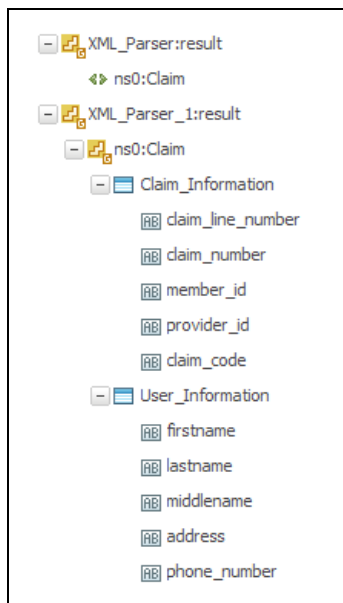 XML_Parser:result
ns0:Claim
XML_Parser_1:result
ns0:Claim
Claim_Information
claim_line_number
claim_number
member_id
provider_id
claim_code
User_Information
firstname
lastname
middlename
address
phone_number